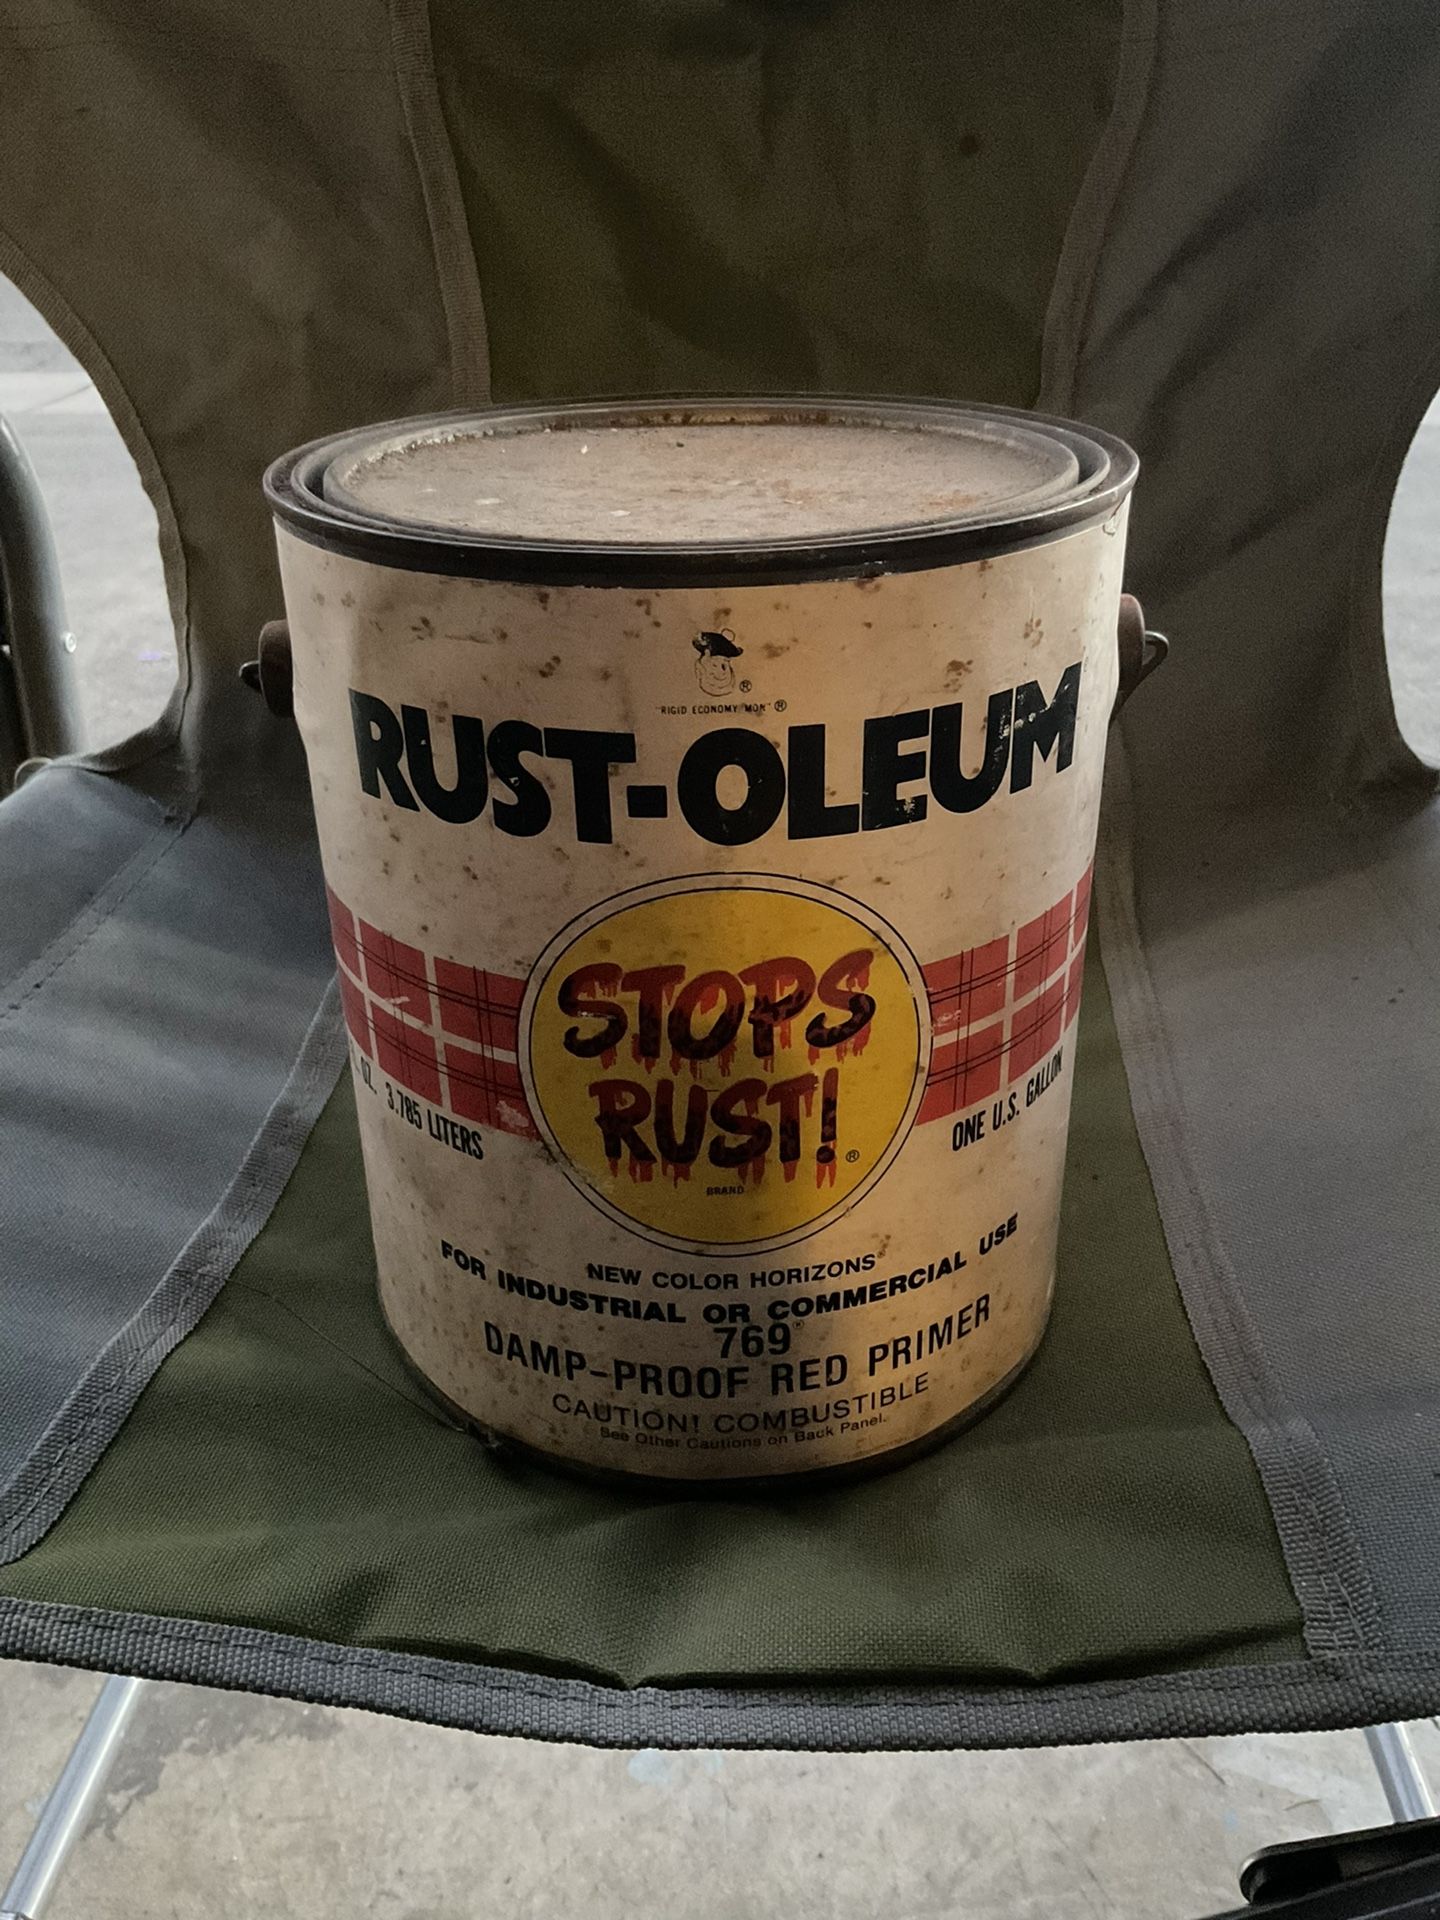 ®
"RIGID ECONOMY MON" ®
RUST-OLEUM
STOPS
RUST! ®
BRAND
OZ. 3.785 LITERS
ONE U.S. GALLON
NEW COLOR HORIZONS®
FOR INDUSTRIAL OR COMMERCIAL USE
769®
DAMP-PROOF RED PRIMER
CAUTION! COMBUSTIBLE
See Other Cautions on Back Panel.